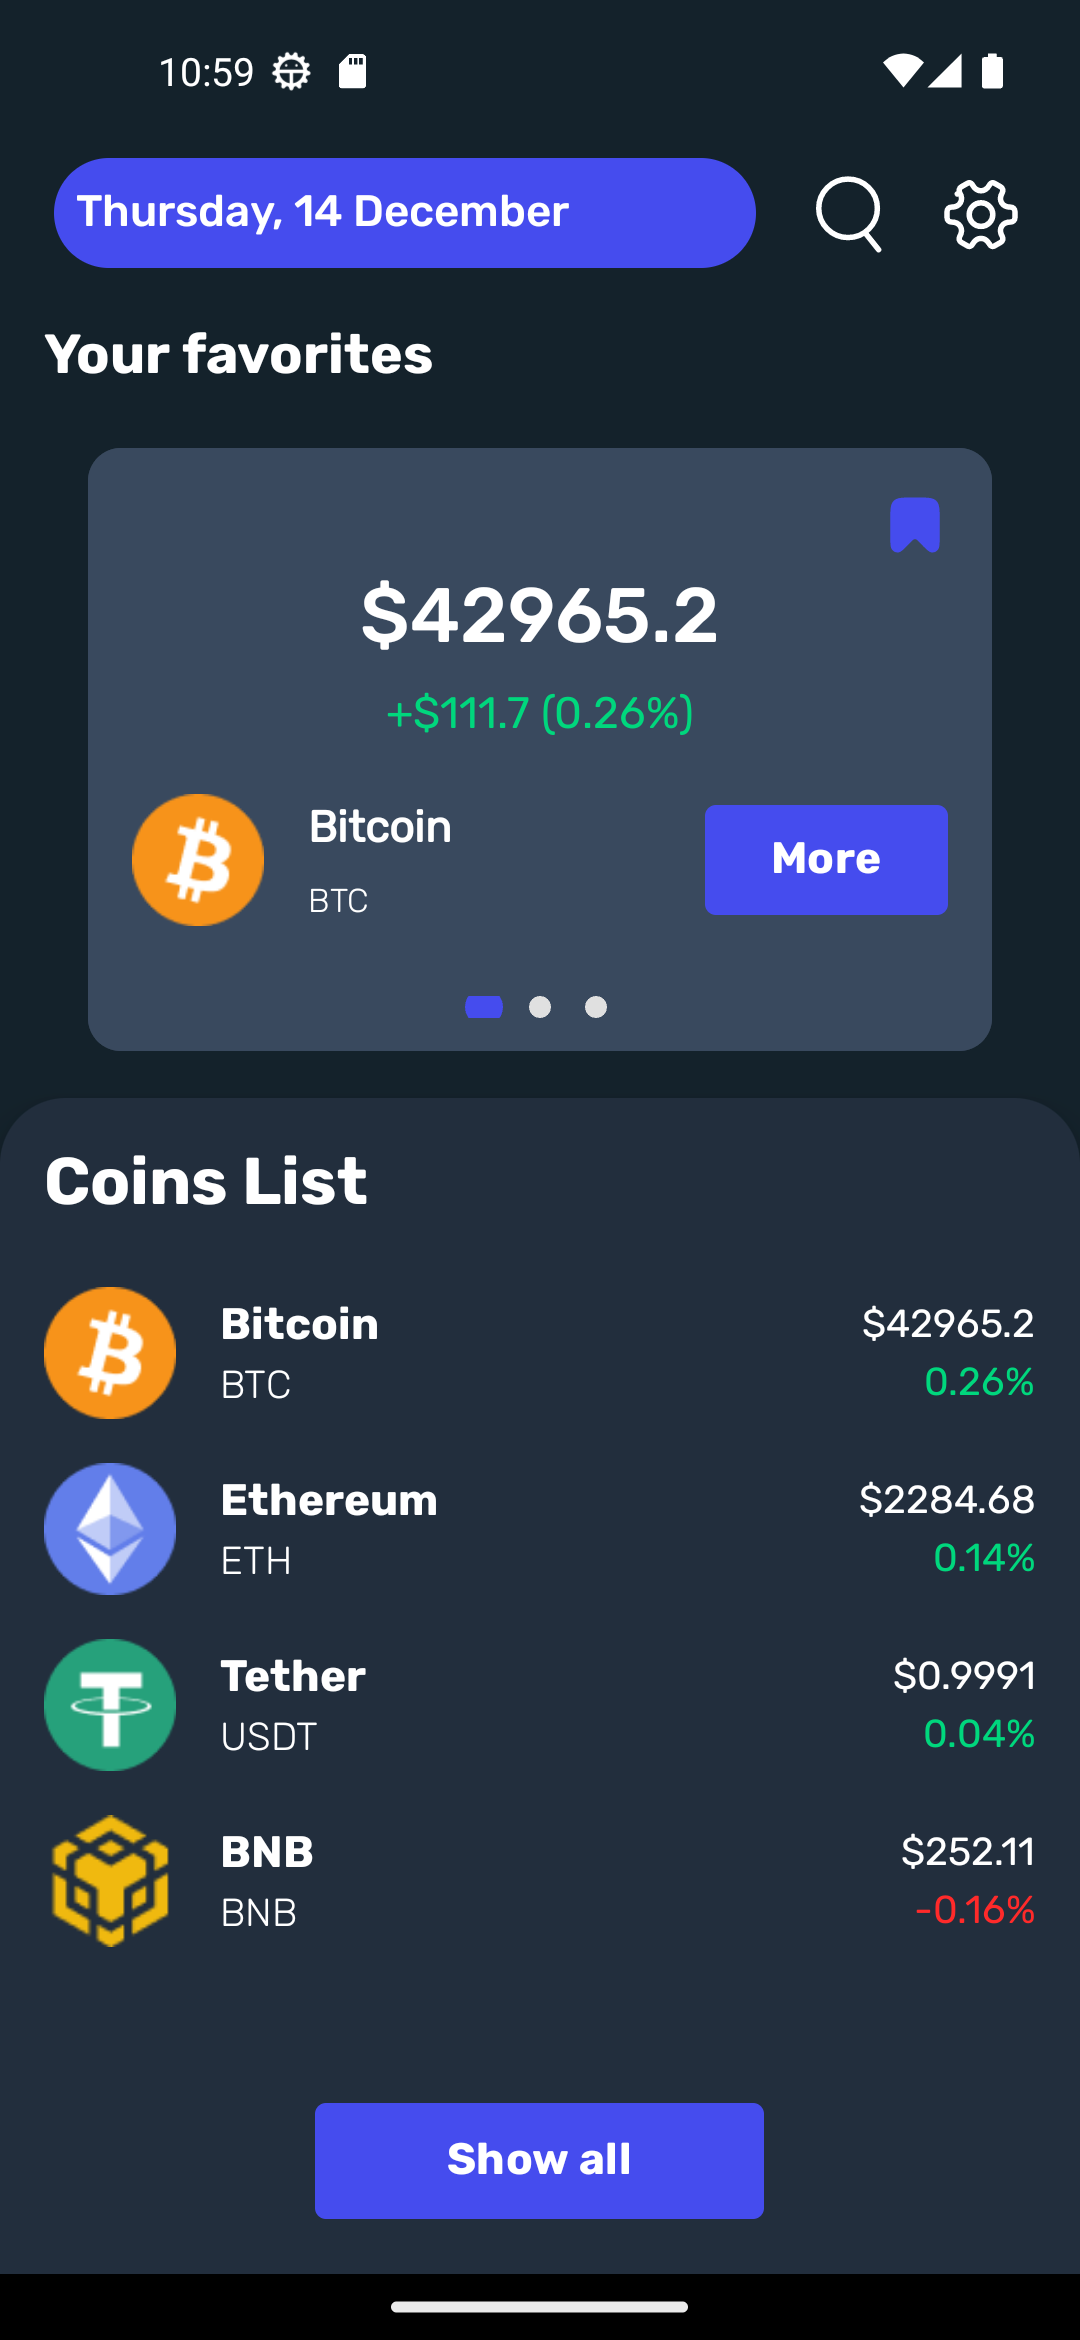 10:59
Thursday, 14 December
Your favorites
$42965.2
+$111.7 (0.26%)
Bitcoin
BTC
More
Coins List
Bitcoin
$42965.2
BTC
0.26%
Ethereum
$2284.68
ETH
0.14%
Tether
$0.9991
USDT
0.04%
BNB
$252.11
BNB
-0.16%
Show all